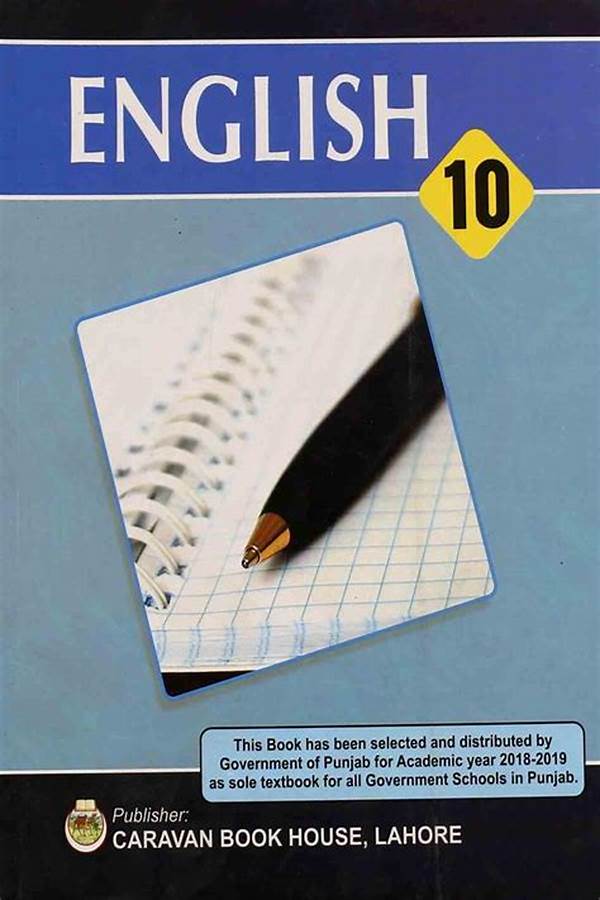 ENGLISH
10
This Book has been selected and distributed by
Government of Punjab for Academic year 2018-2019
as sole textbook for all Government Schools in Punjab.
Publisher:
CARAVAN BOOK HOUSE, LAHORE